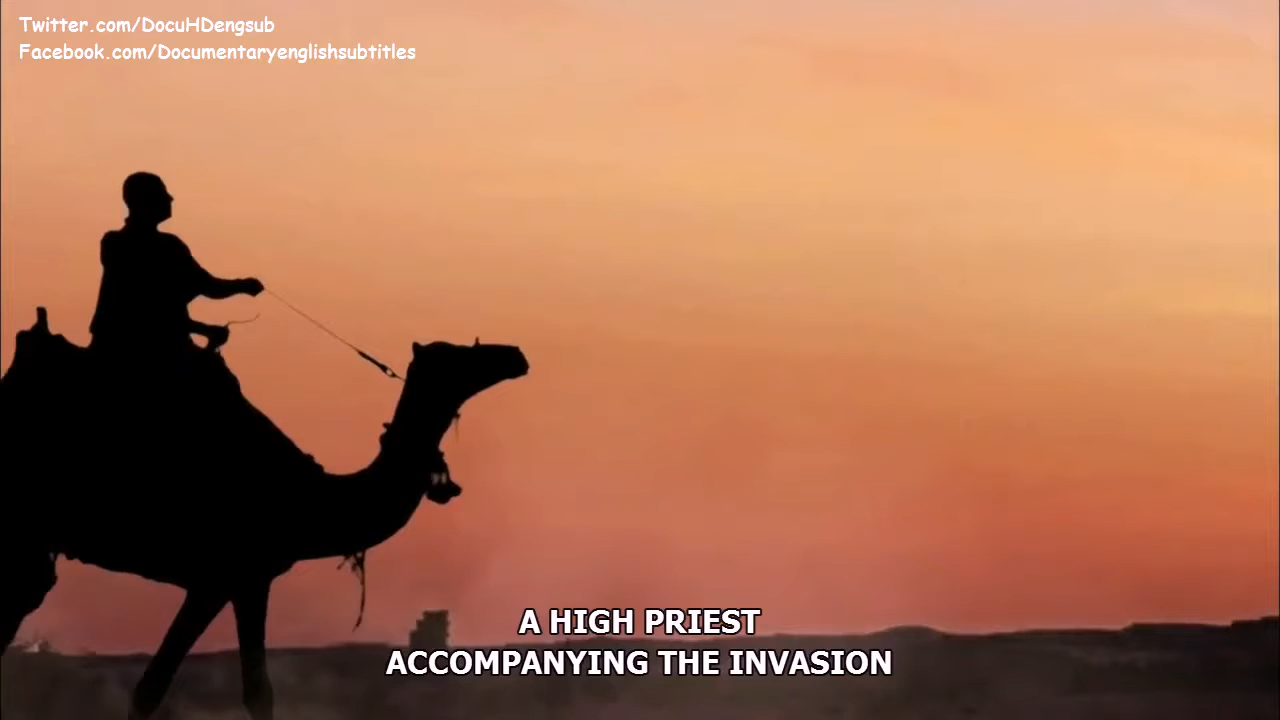 Twitter.com/DocuHDengsub
Facebook.com/Documentaryenglishsubtitles
A HIGH PRIEST
ACCOMPANYING THE INVASION